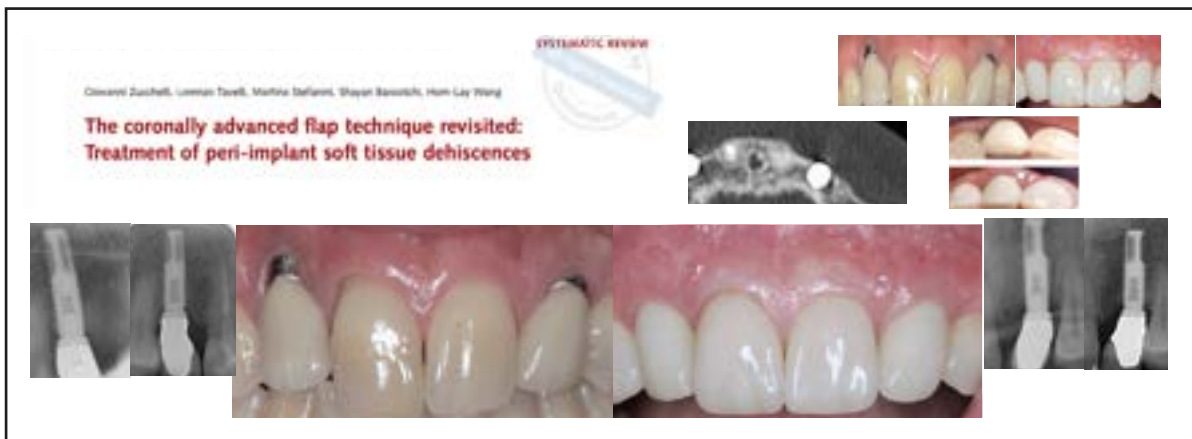 SYSTEMATIC REVIEW
Giovanni Zucchelli, Lorenzo Tavelli, Martina Stefanini, Shayan Barootchi, Hom-Lay Wang
The coronally advanced flap technique revisited:
Treatment of peri-implant soft tissue dehiscences